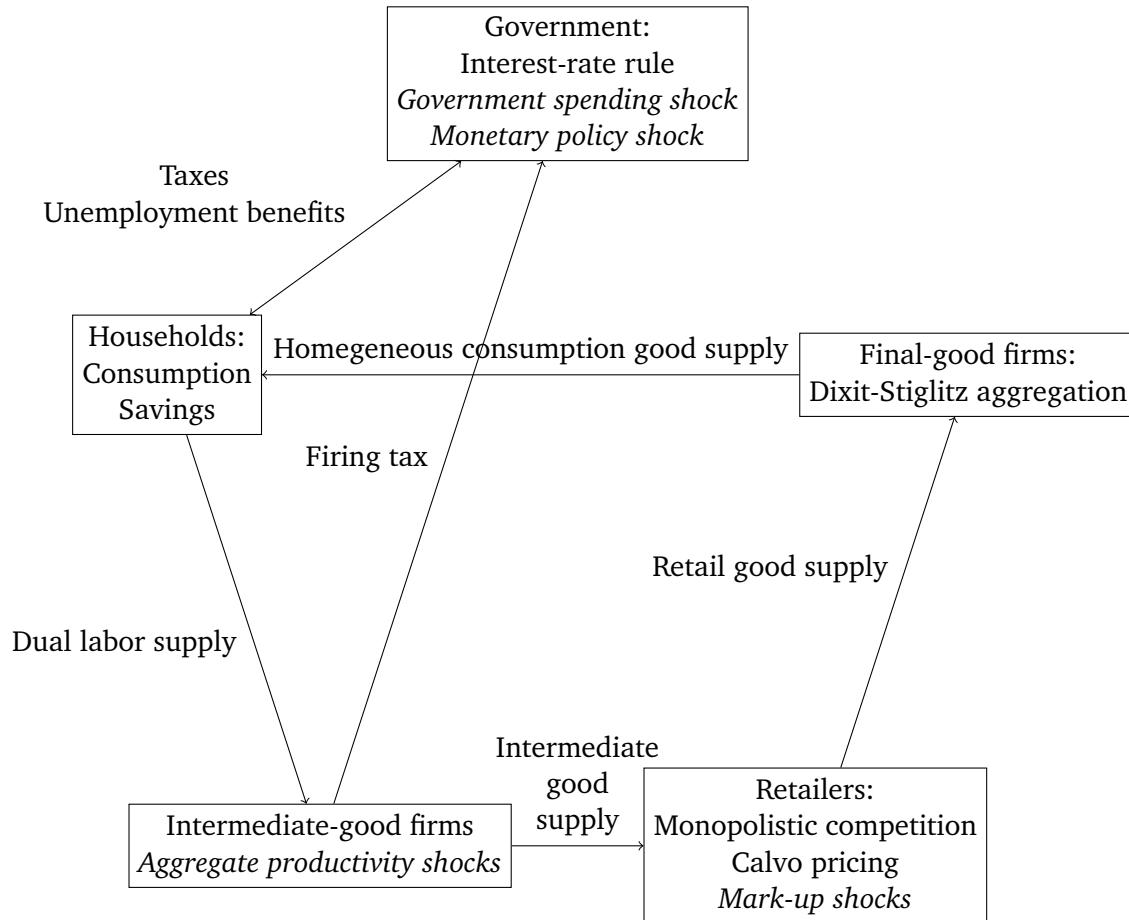 Government:
Interest-rate rule
Government spending shock
Monetary policy shock
Taxes
Unemployment benefits
Households:
Consumption
Savings
Homegeneous consumption good supply
Final-good firms:
Dixit-Stiglitz aggregation
Firing tax
Retail good supply
Dual labor supply
Intermediate
good
supply
Intermediate-good firms
Aggregate productivity shocks
Retailers:
Monopolistic competition
Calvo pricing
Mark-up shocks